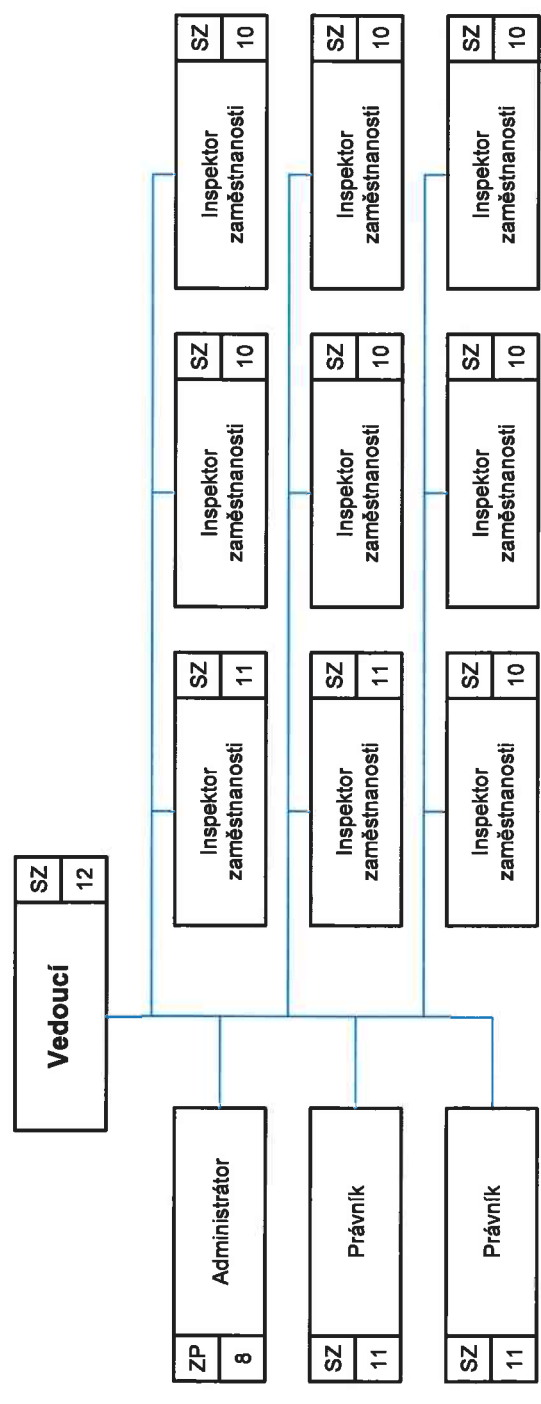 Vedoucí
SZ
12
ZP
8
Administrátor
Inspektor
zaměstnanosti
SZ
11
Inspektor
zaměstnanosti
SZ
10
Inspektor
zaměstnanosti
SZ
10
SZ
11
Právník
Inspektor
zaměstnanosti
SZ
11
Inspektor
zaměstnanosti
SZ
10
Inspektor
zaměstnanosti
SZ
10
SZ
11
Právník
Inspektor
zaměstnanosti
SZ
10
Inspektor
zaměstnanosti
SZ
10
Inspektor
zaměstnanosti
SZ
10